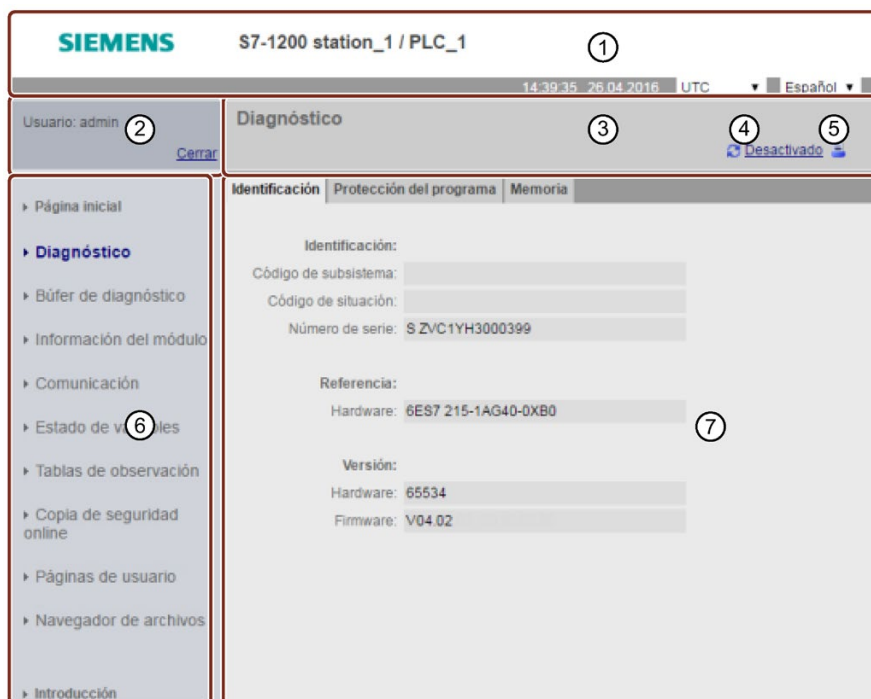 SIEMENS
S7-1200 station_1 / PLC_1
1
14:39:35 26.04.2016 UTC Español
Usuario: admin
2
Cerrar
Diagnóstico
3
4
5
Desactivado
Identificación Protección del programa Memoria
Página inicial
Diagnóstico
Búfer de diagnóstico
Información del módulo
Comunicación
Estado de variables
6
Tablas de observación
Copia de seguridad
online
Páginas de usuario
Navegador de archivos
Introducción
Identificación:
Código de subsistema:
Código de situación:
Número de serie: S ZVC1YH3000399
Referencia:
Hardware: 6ES7 215-1AG40-0XB0
7
Versión:
Hardware: 65534
Firmware: V04.02